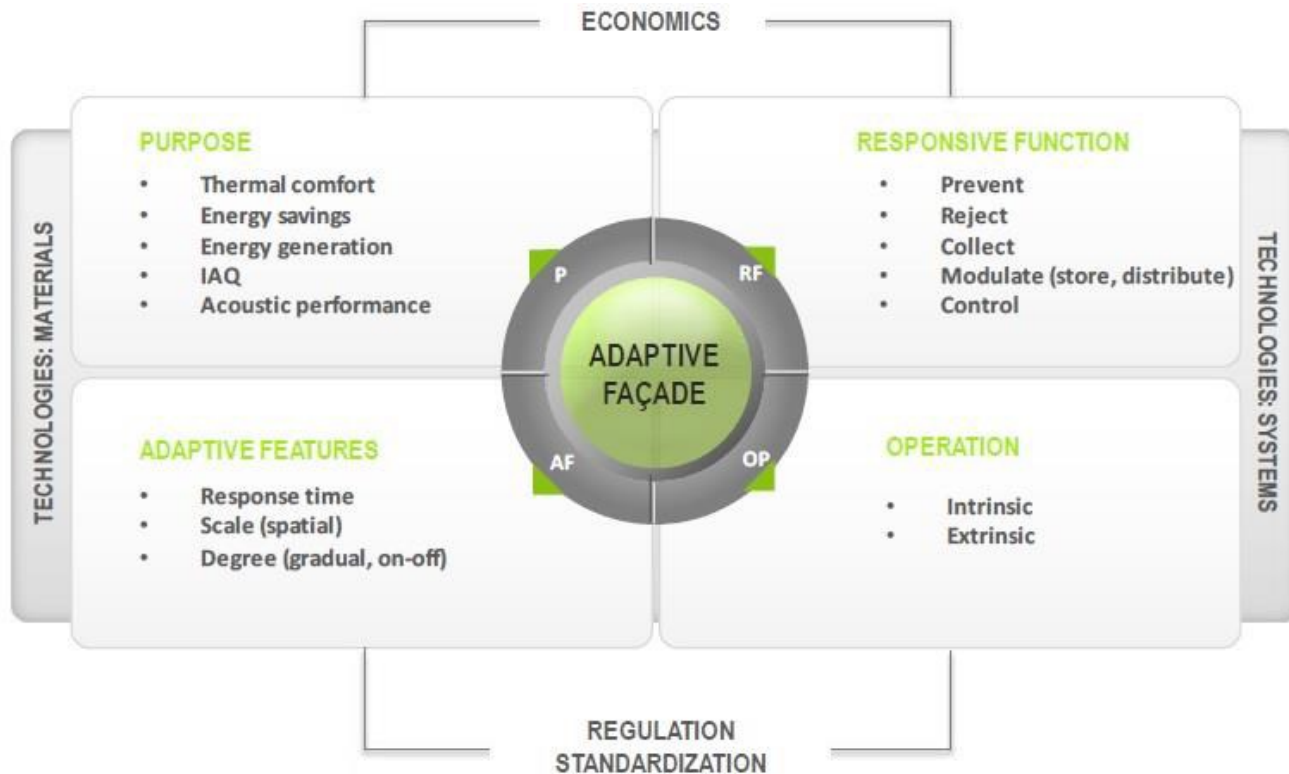 ECONOMICS
TECHNOLOGIES: MATERIALS
PURPOSE
• Thermal comfort
• Energy savings
• Energy generation
• IAQ
• Acoustic performance
RESPONSIVE FUNCTION
• Prevent
• Reject
• Collect
• Modulate (store, distribute)
• Control
TECHNOLOGIES: SYSTEMS
P
RF
ADAPTIVE
FAÇADE
AF
OP
ADAPTIVE FEATURES
• Response time
• Scale (spatial)
• Degree (gradual, on-off)
OPERATION
• Intrinsic
• Extrinsic
REGULATION
STANDARDIZATION